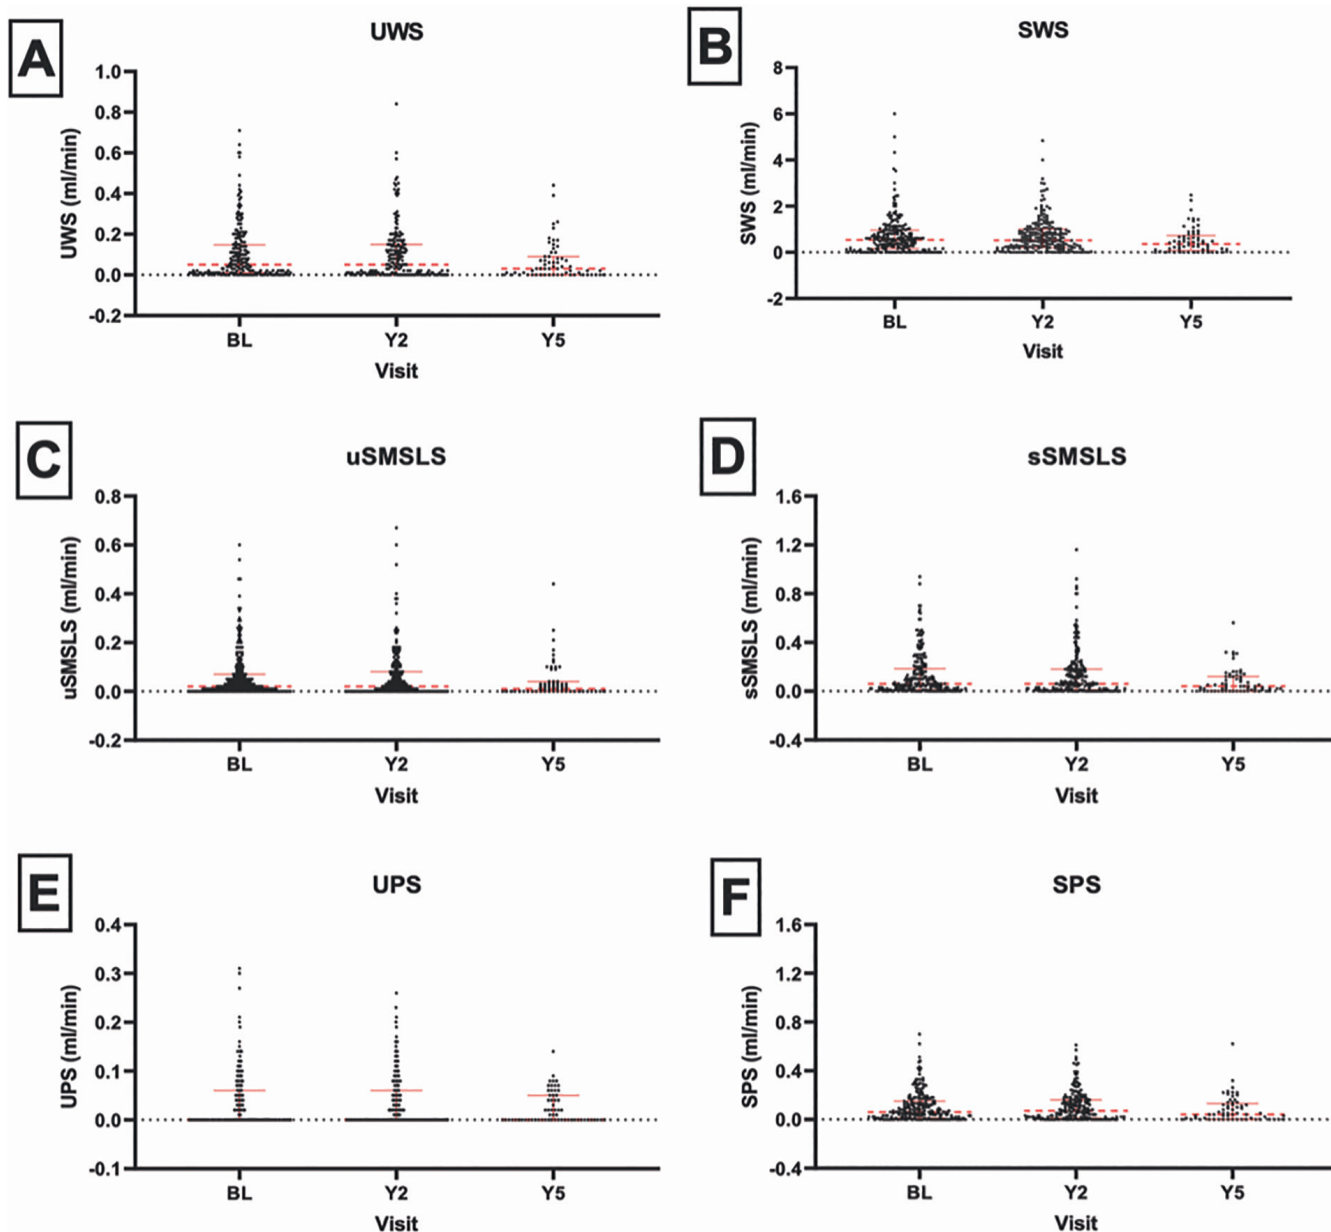 A
UWS
UWS (ml/min)
1.0
0.8
0.6
0.4
0.2
0.0
-0.2
BL Y2 Y5
Visit
B
SWS
SWS (ml/min)
8
6
4
2
0
-2
BL Y2 Y5
Visit
C
uSMSLS
uSMSLS (ml/min)
0.8
0.6
0.4
0.2
0.0
-0.2
BL Y2 Y5
Visit
D
sSMSLS
sSMSLS (ml/min)
1.6
1.2
0.8
0.4
0.0
-0.4
BL Y2 Y5
Visit
E
UPS
UPS (ml/min)
0.4
0.3
0.2
0.1
0.0
-0.1
BL Y2 Y5
Visit
F
SPS
SPS (ml/min)
1.6
1.2
0.8
0.4
0.0
-0.4
BL Y2 Y5
Visit